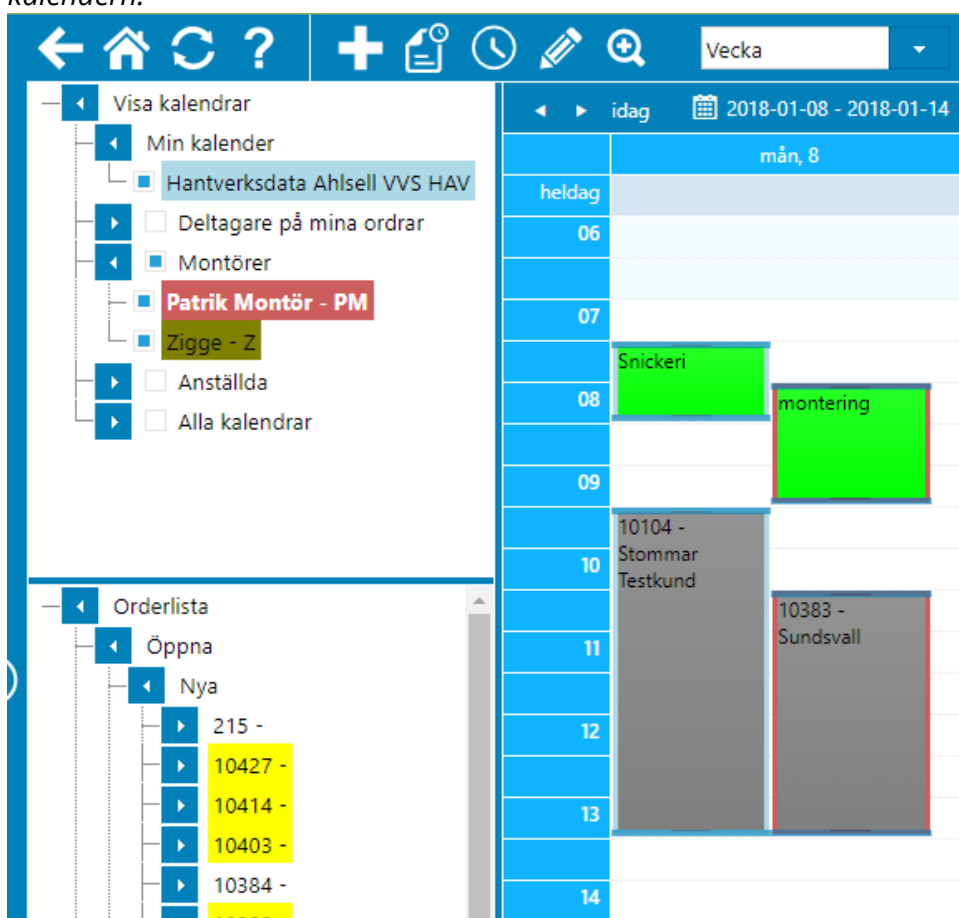 kalendern.
Vecka
Visa kalendrar
Min kalender
Hantverksdata Ahlsell VVS HAV
Deltagare på mina ordrar
Montörer
Patrik Montör - PM
Zigge - Z
Anställda
Alla kalendrar
Orderlista
Öppna
Nya
215 -
10427 -
10414 -
10403 -
10384 -
idag 2018-01-08 - 2018-01-14
mån, 8
heldag
06
07
Snickeri
08
montering
09
10104 -
Stommar
Testkund
10
10383 -
Sundsvall
11
12
13
14